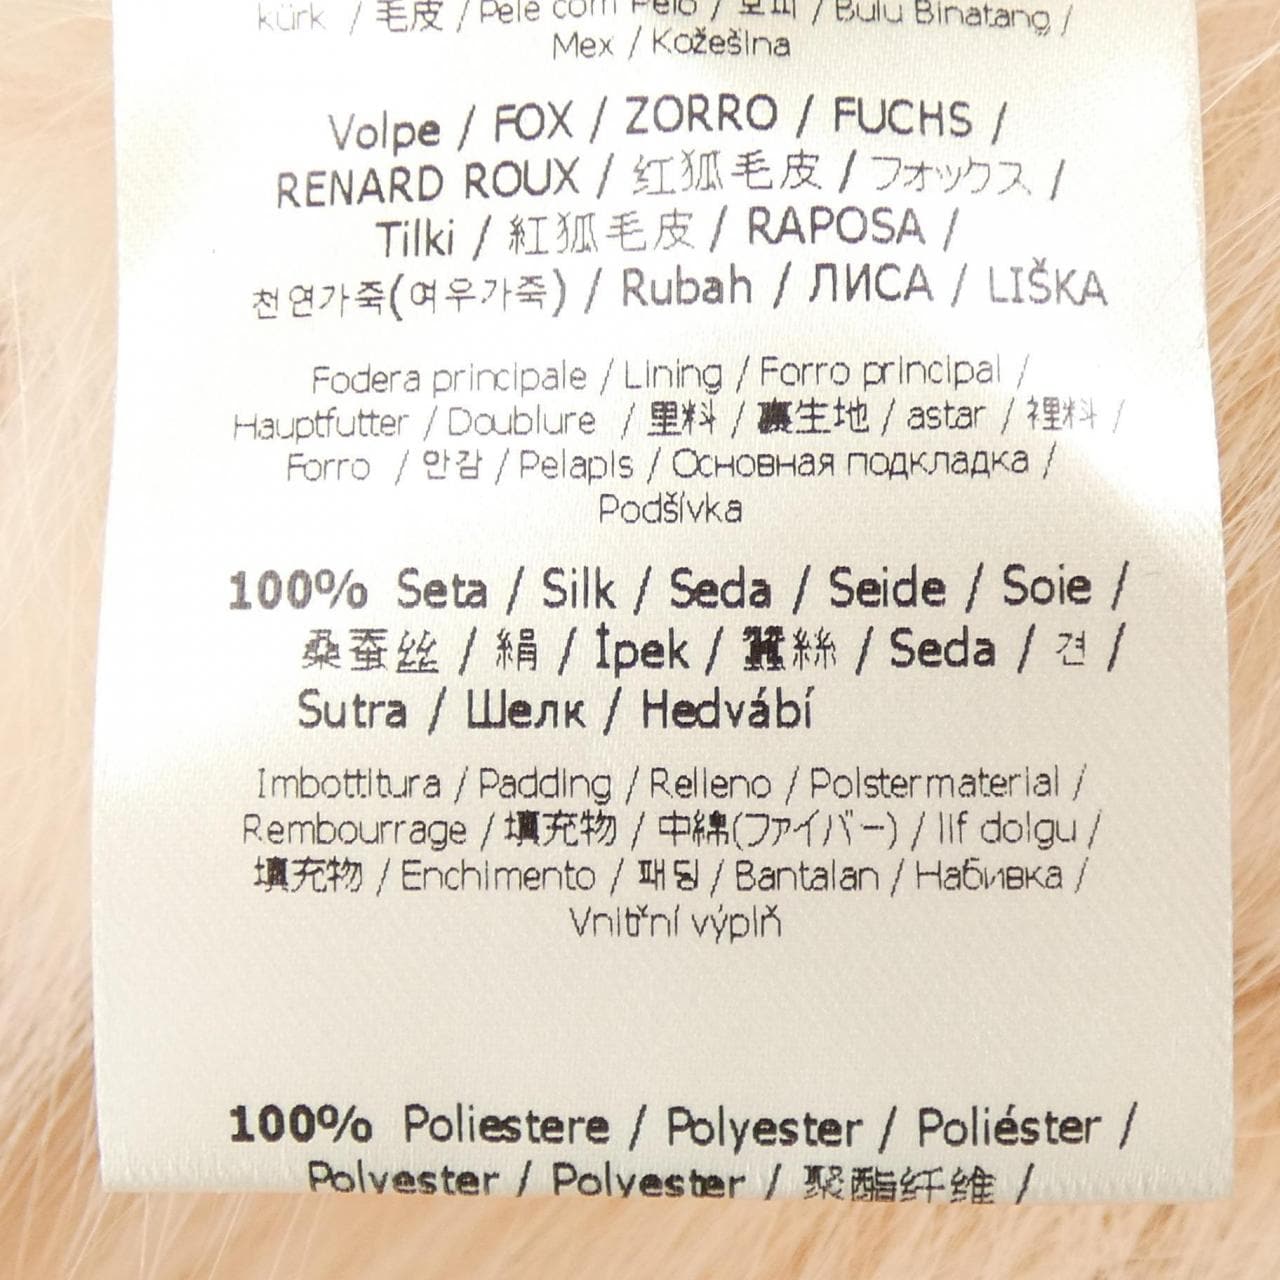 kürk / 毛皮 / Pele com Pelo / 모피 / Bulu Binatang /
Mex / Kožešina
Volpe / FOX / ZORRO / FUCHS /
RENARD ROUX / 红狐毛皮 / フォックス /
Tilki / 紅狐毛皮 / RAPOSA /
천연가죽(여우가죽) / Rubah / ЛИСА / LIŠKA
Fodera principale / Lining / Forro principal /
Hauptfutter / Doublure / 里料 / 裏生地 / astar / 裡料 /
Forro / 안감 / Pelapis / Основная подкладка /
Podšívka
100% Seta / Silk / Seda / Seide / Soie /
桑蚕丝 / 絹 / İpek / 蠶絲 / Seda / 견 /
Sutra / Шелк / Hedvábí
Imbottitura / Padding / Relleno / Polstermaterial /
Rembourrage / 填充物 / 中綿(ファイバー) / lif dolgu /
填充物 / Enchimento / 패딩 / Bantalan / Набивка /
Vnitřní výplň
100% Poliestere / Polyester / Poliéster /
Polyester / Polyester / 聚酯纤维 /